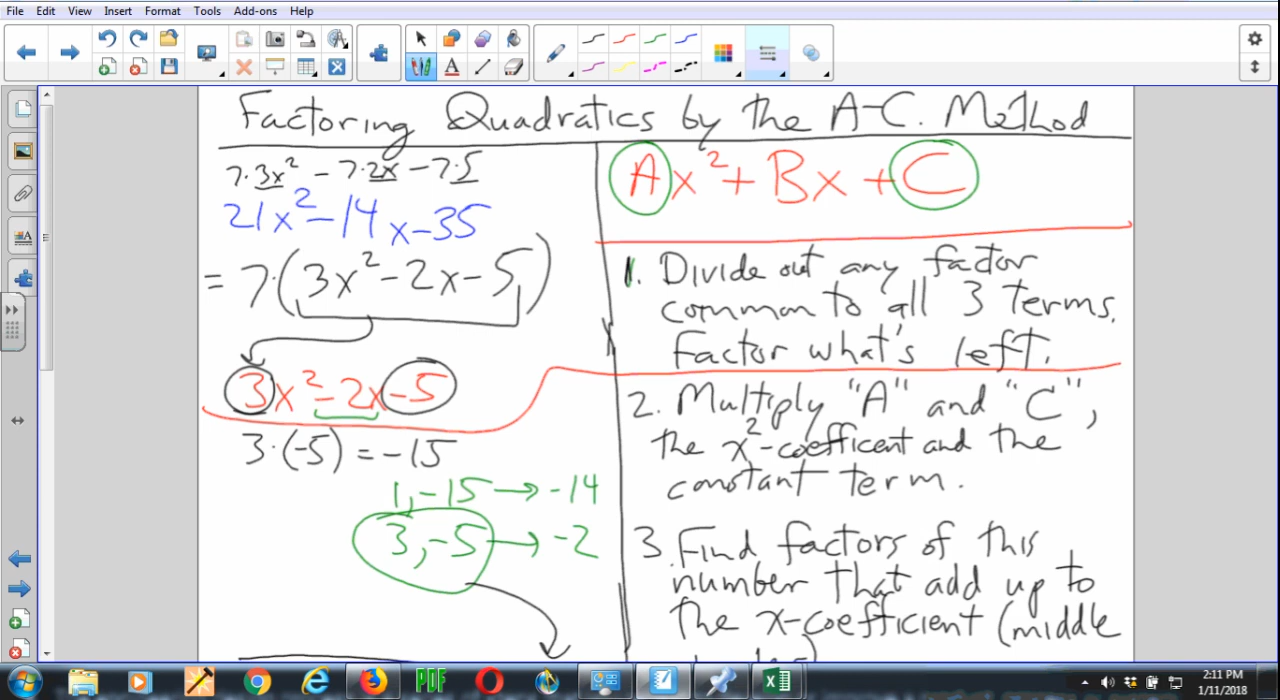 File Edit View Insert Format Tools Add-ons Help
Factoring Quadratics by the A-C. Method
7·3x² - 7·2x - 7·5
21x² - 14x - 35
= 7·(3x² - 2x - 5)
3x² - 2x - 5
3·(-5) = -15
1, -15 → -14
3, -5 → -2
Ax² + Bx + C
1. Divide out any factor
common to all 3 terms.
Factor what's left.
2. Multiply "A" and "C",
the x²-coefficent and the
constant term.
3. Find factors of this
number that add up to
the x-coefficient (middle
PDF
2:11 PM
1/11/2018